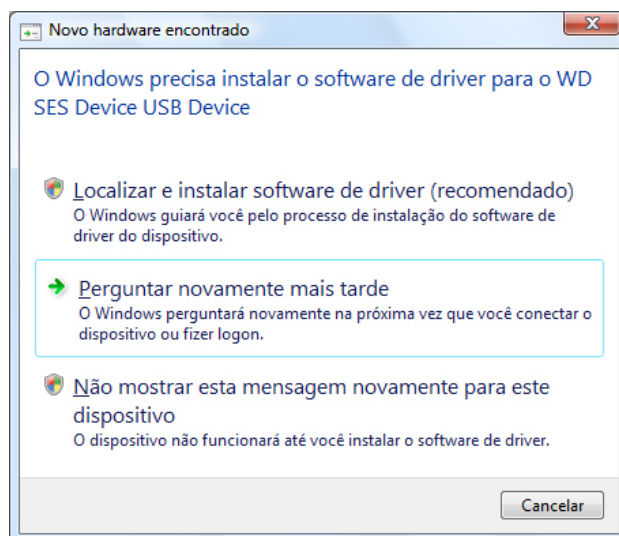 Novo hardware encontrado
O Windows precisa instalar o software de driver para o WD
SES Device USB Device
Localizar e instalar software de driver (recomendado)
O Windows guiará você pelo processo de instalação do software de
driver do dispositivo.
Perguntar novamente mais tarde
O Windows perguntará novamente na próxima vez que você conectar o
dispositivo ou fizer logon.
Não mostrar esta mensagem novamente para este
dispositivo
O dispositivo não funcionará até você instalar o software de driver.
Cancelar